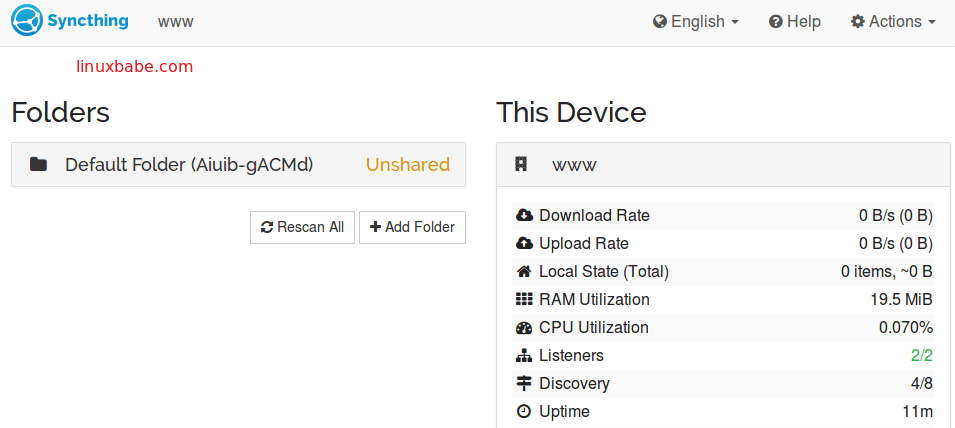 Syncthing www English Help Actions
linuxbabe.com
Folders
Default Folder (Aiuib-gACMd) Unshared
Rescan All Add Folder
This Device
www
Download Rate 0 B/s (0 B)
Upload Rate 0 B/s (0 B)
Local State (Total) 0 items, ~0 B
RAM Utilization 19.5 MiB
CPU Utilization 0.070%
Listeners 2/2
Discovery 4/8
Uptime 11m